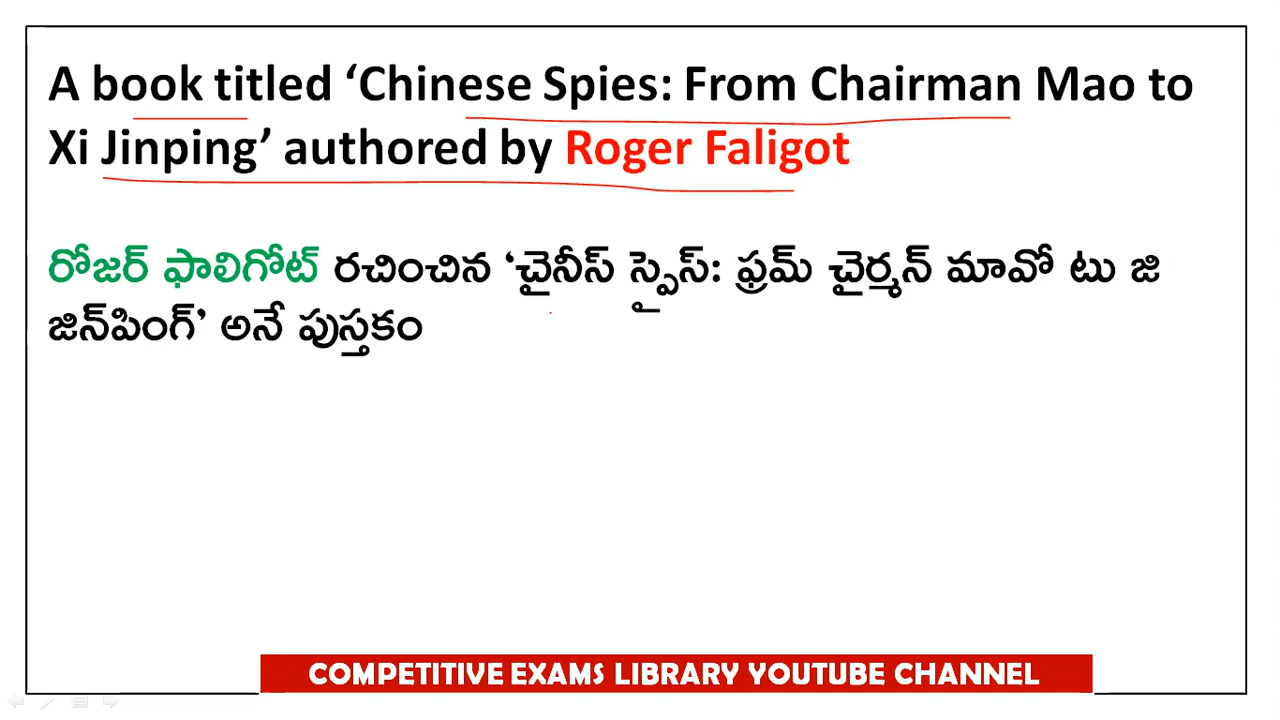 A book titled ‘Chinese Spies: From Chairman Mao to
Xi Jinping’ authored by Roger Faligot
రోజర్ ఫాలిగోట్ రచించిన ‘చైనీస్ స్పైస్: ఫ్రమ్ చైర్మన్ మావో టు జి
జిన్‌పింగ్’ అనే పుస్తకం
COMPETITIVE EXAMS LIBRARY YOUTUBE CHANNEL